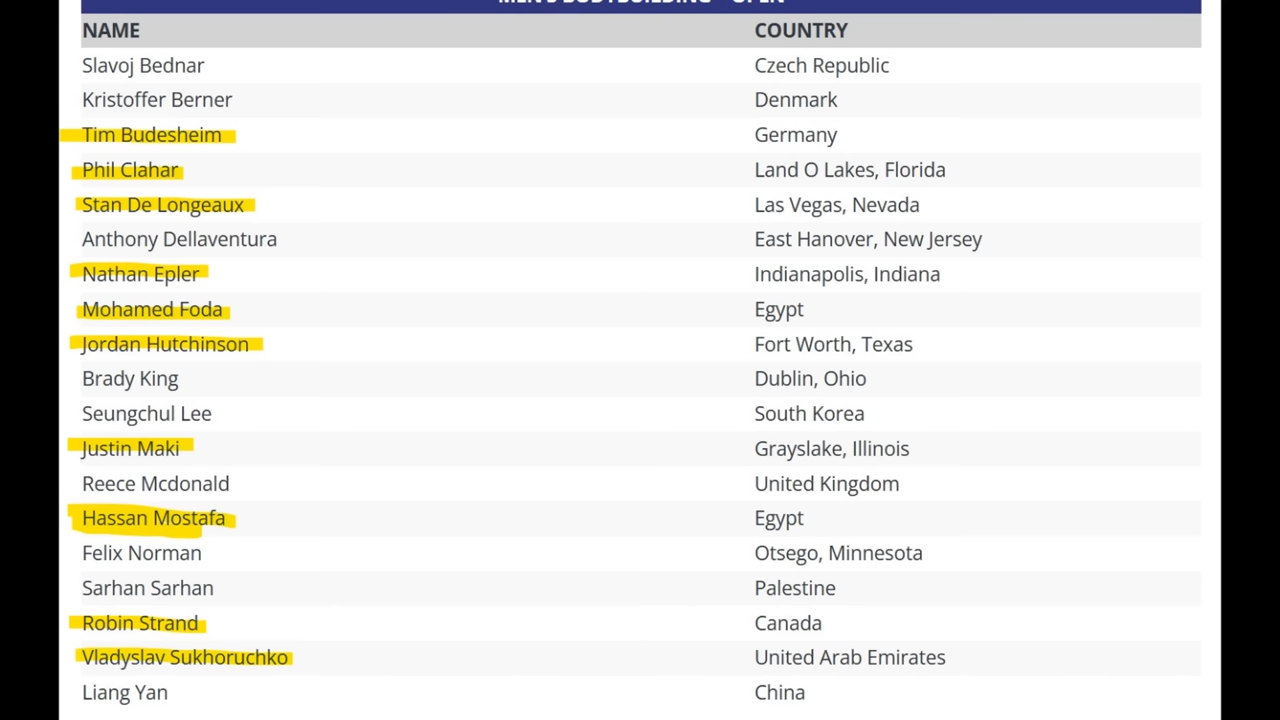 MEN'S BODYBUILDING – OPEN
NAME COUNTRY
Slavoj Bednar Czech Republic
Kristoffer Berner Denmark
Tim Budesheim Germany
Phil Clahar Land O Lakes, Florida
Stan De Longeaux Las Vegas, Nevada
Anthony Dellaventura East Hanover, New Jersey
Nathan Epler Indianapolis, Indiana
Mohamed Foda Egypt
Jordan Hutchinson Fort Worth, Texas
Brady King Dublin, Ohio
Seungchul Lee South Korea
Justin Maki Grayslake, Illinois
Reece Mcdonald United Kingdom
Hassan Mostafa Egypt
Felix Norman Otsego, Minnesota
Sarhan Sarhan Palestine
Robin Strand Canada
Vladyslav Sukhoruchko United Arab Emirates
Liang Yan China